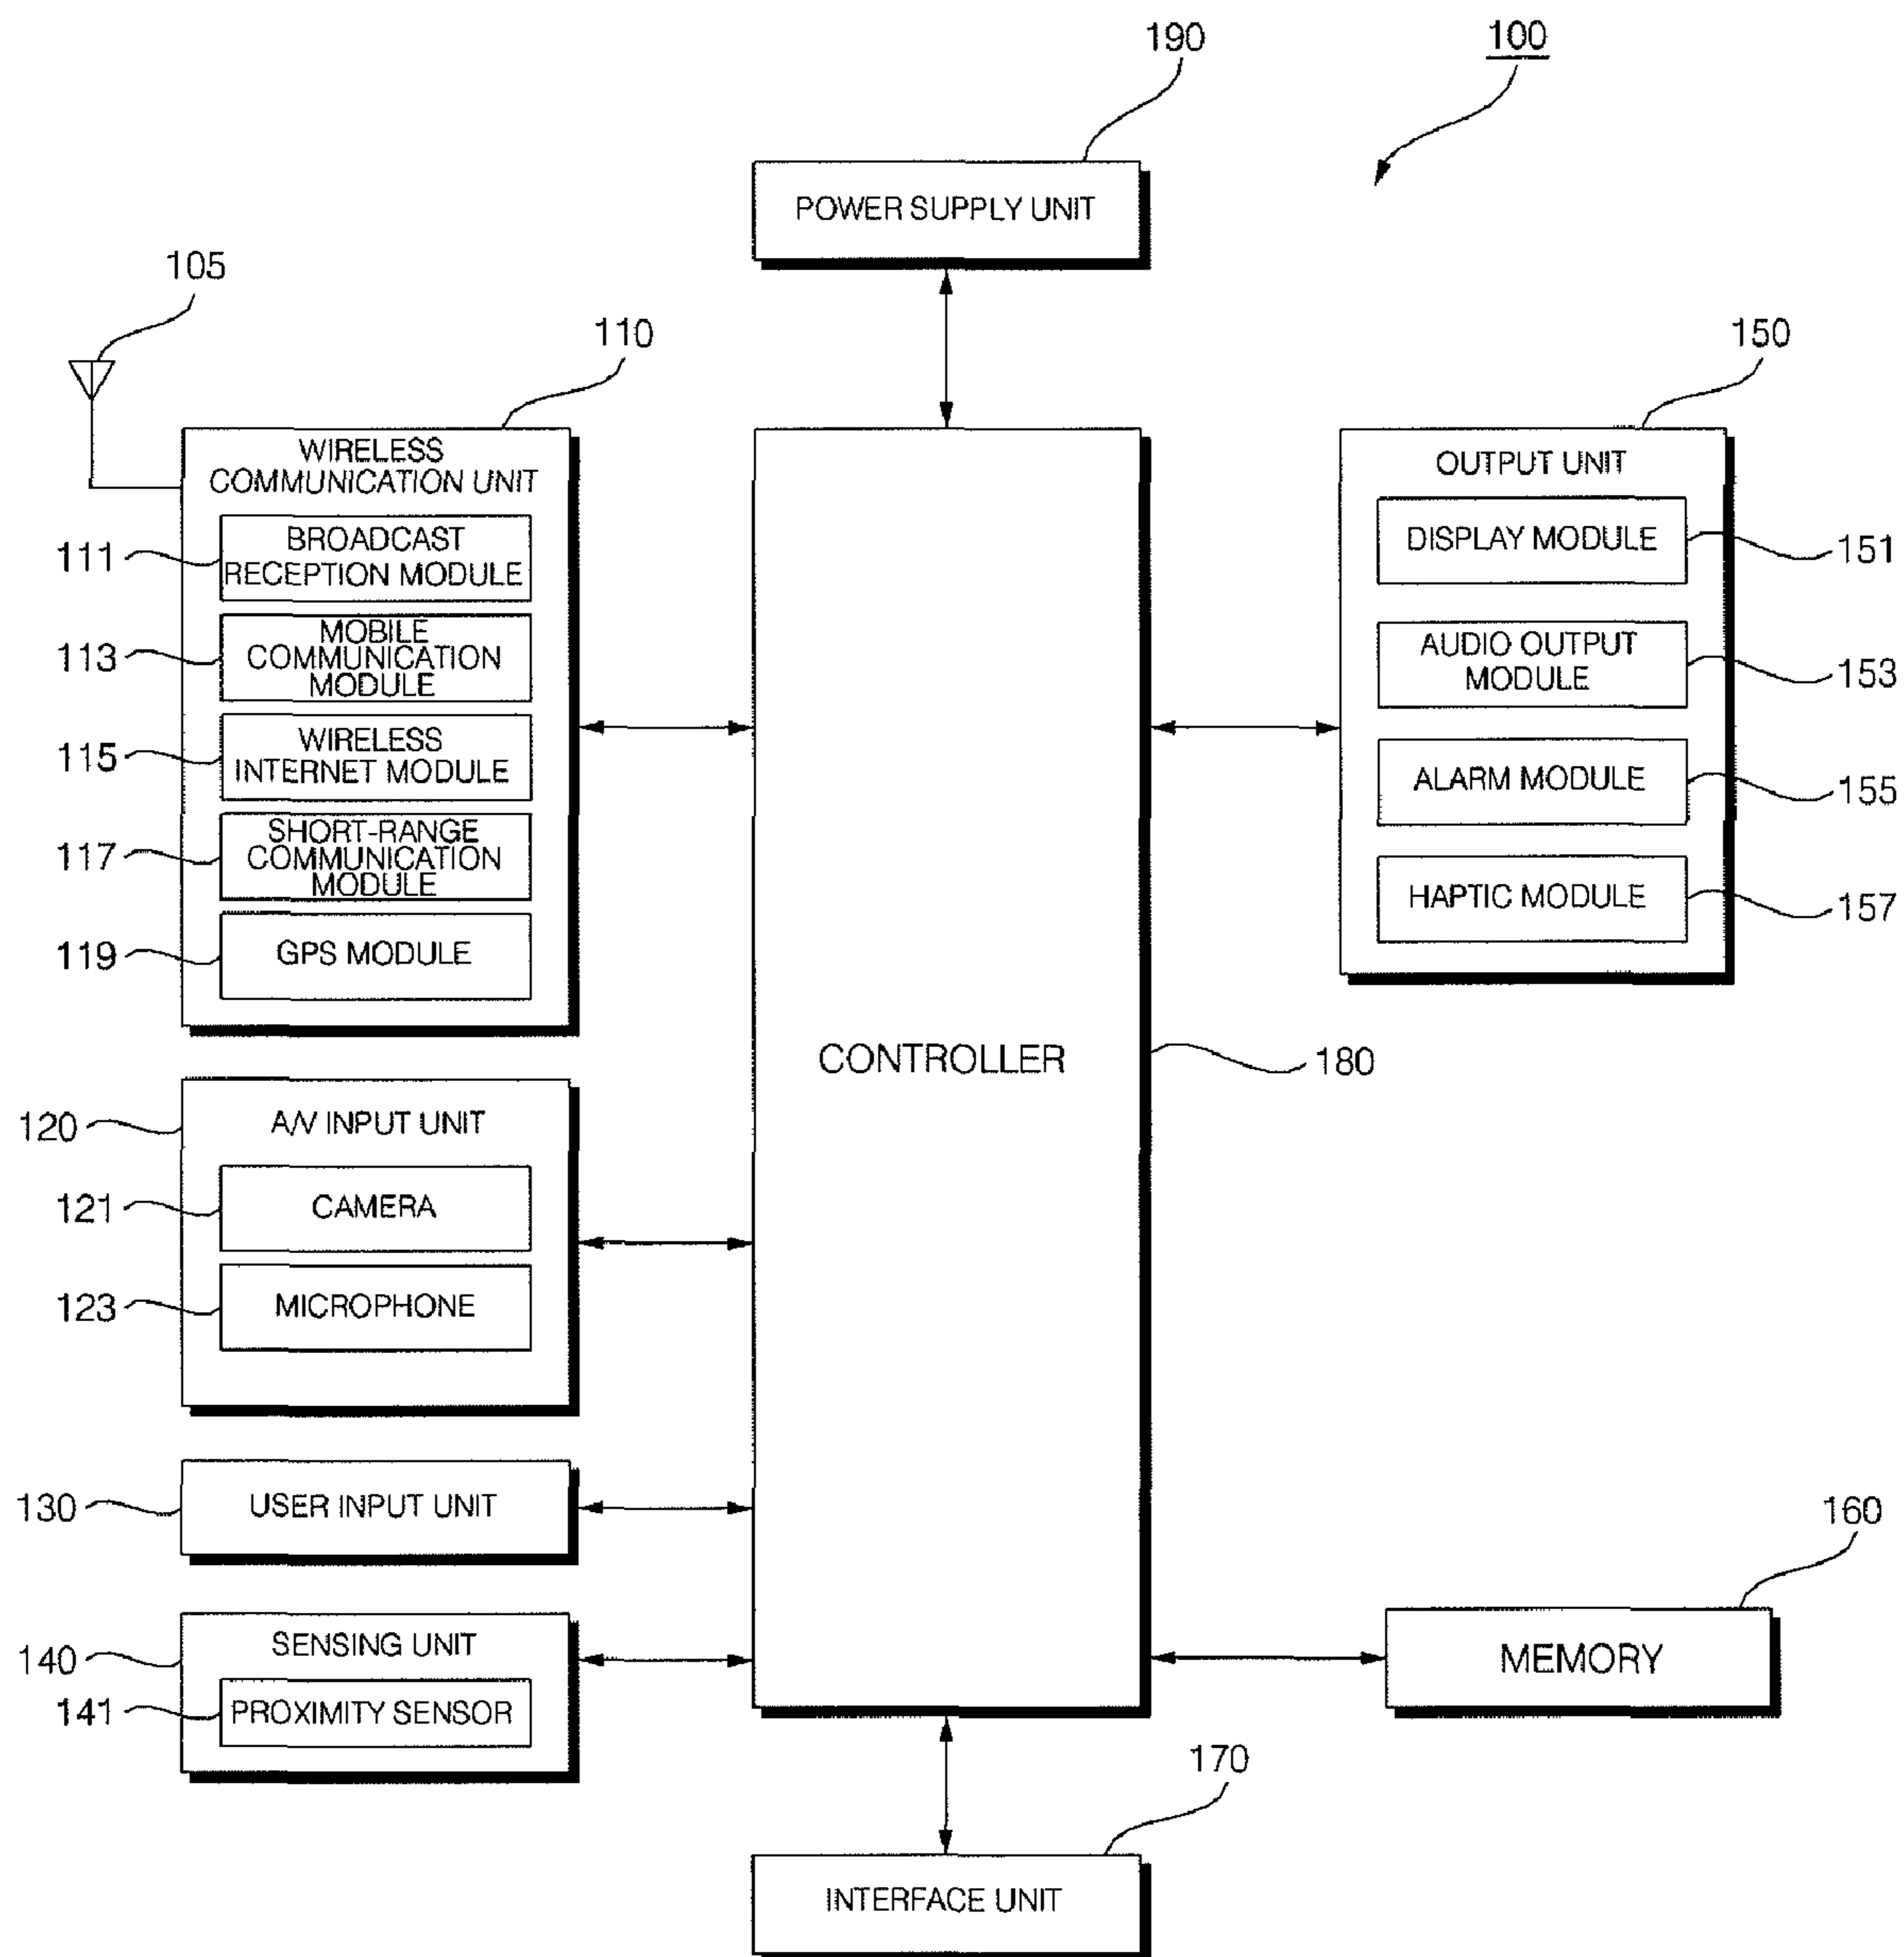 190
100
POWER SUPPLY UNIT
105
110
150
WIRELESS
COMMUNICATION UNIT
111
BROADCAST
RECEPTION MODULE
113
MOBILE
COMMUNICATION
MODULE
115
WIRELESS
INTERNET MODULE
117
SHORT-RANGE
COMMUNICATION
MODULE
119
GPS MODULE
OUTPUT UNIT
DISPLAY MODULE
151
AUDIO OUTPUT
MODULE
153
ALARM MODULE
155
HAPTIC MODULE
157
CONTROLLER
180
120
A/V INPUT UNIT
121
CAMERA
123
MICROPHONE
130
USER INPUT UNIT
140
SENSING UNIT
141
PROXIMITY SENSOR
160
MEMORY
170
INTERFACE UNIT